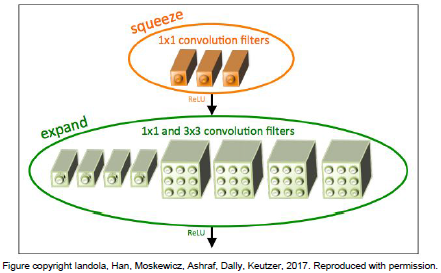 squeeze
1x1 convolution filters
ReLU
expand
1x1 and 3x3 convolution filters
ReLU
Figure copyright Iandola, Han, Moskewicz, Ashraf, Dally, Keutzer, 2017. Reproduced with permission.